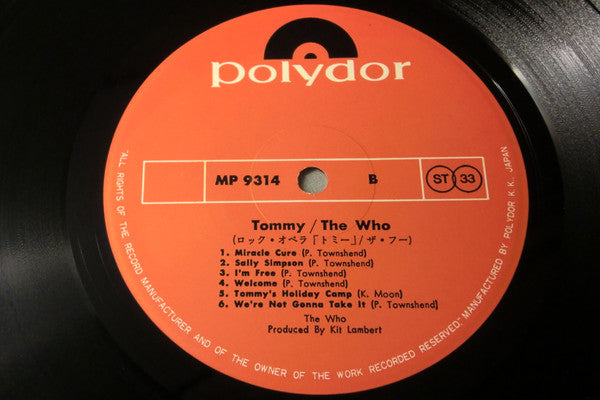 polydor
MP 9314 B ST 33
Tommy / The Who
(ロック・オペラ「トミー」/ ザ・フー)
1. Miracle Cure (P. Townshend)
2. Sally Simpson (P. Townshend)
3. I'm Free (P. Townshend)
4. Welcome (P. Townshend)
5. Tommy's Holiday Camp (K. Moon)
6. We're Not Gonna Take It (P. Townshend)
The Who
Produced By Kit Lambert
"ALL RIGHTS OF THE RECORD MANUFACTURER AND OF THE OWNER OF THE WORK RECORDED RESERVED." MANUFACTURED BY POLYDOR K. K., JAPAN